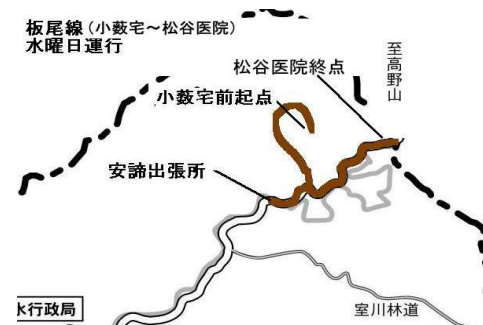 板尾線（小薮宅～松谷医院）
水曜日運行
至高野山
松谷医院終点
小薮宅前起点
安諦出張所
水行政局
室川林道